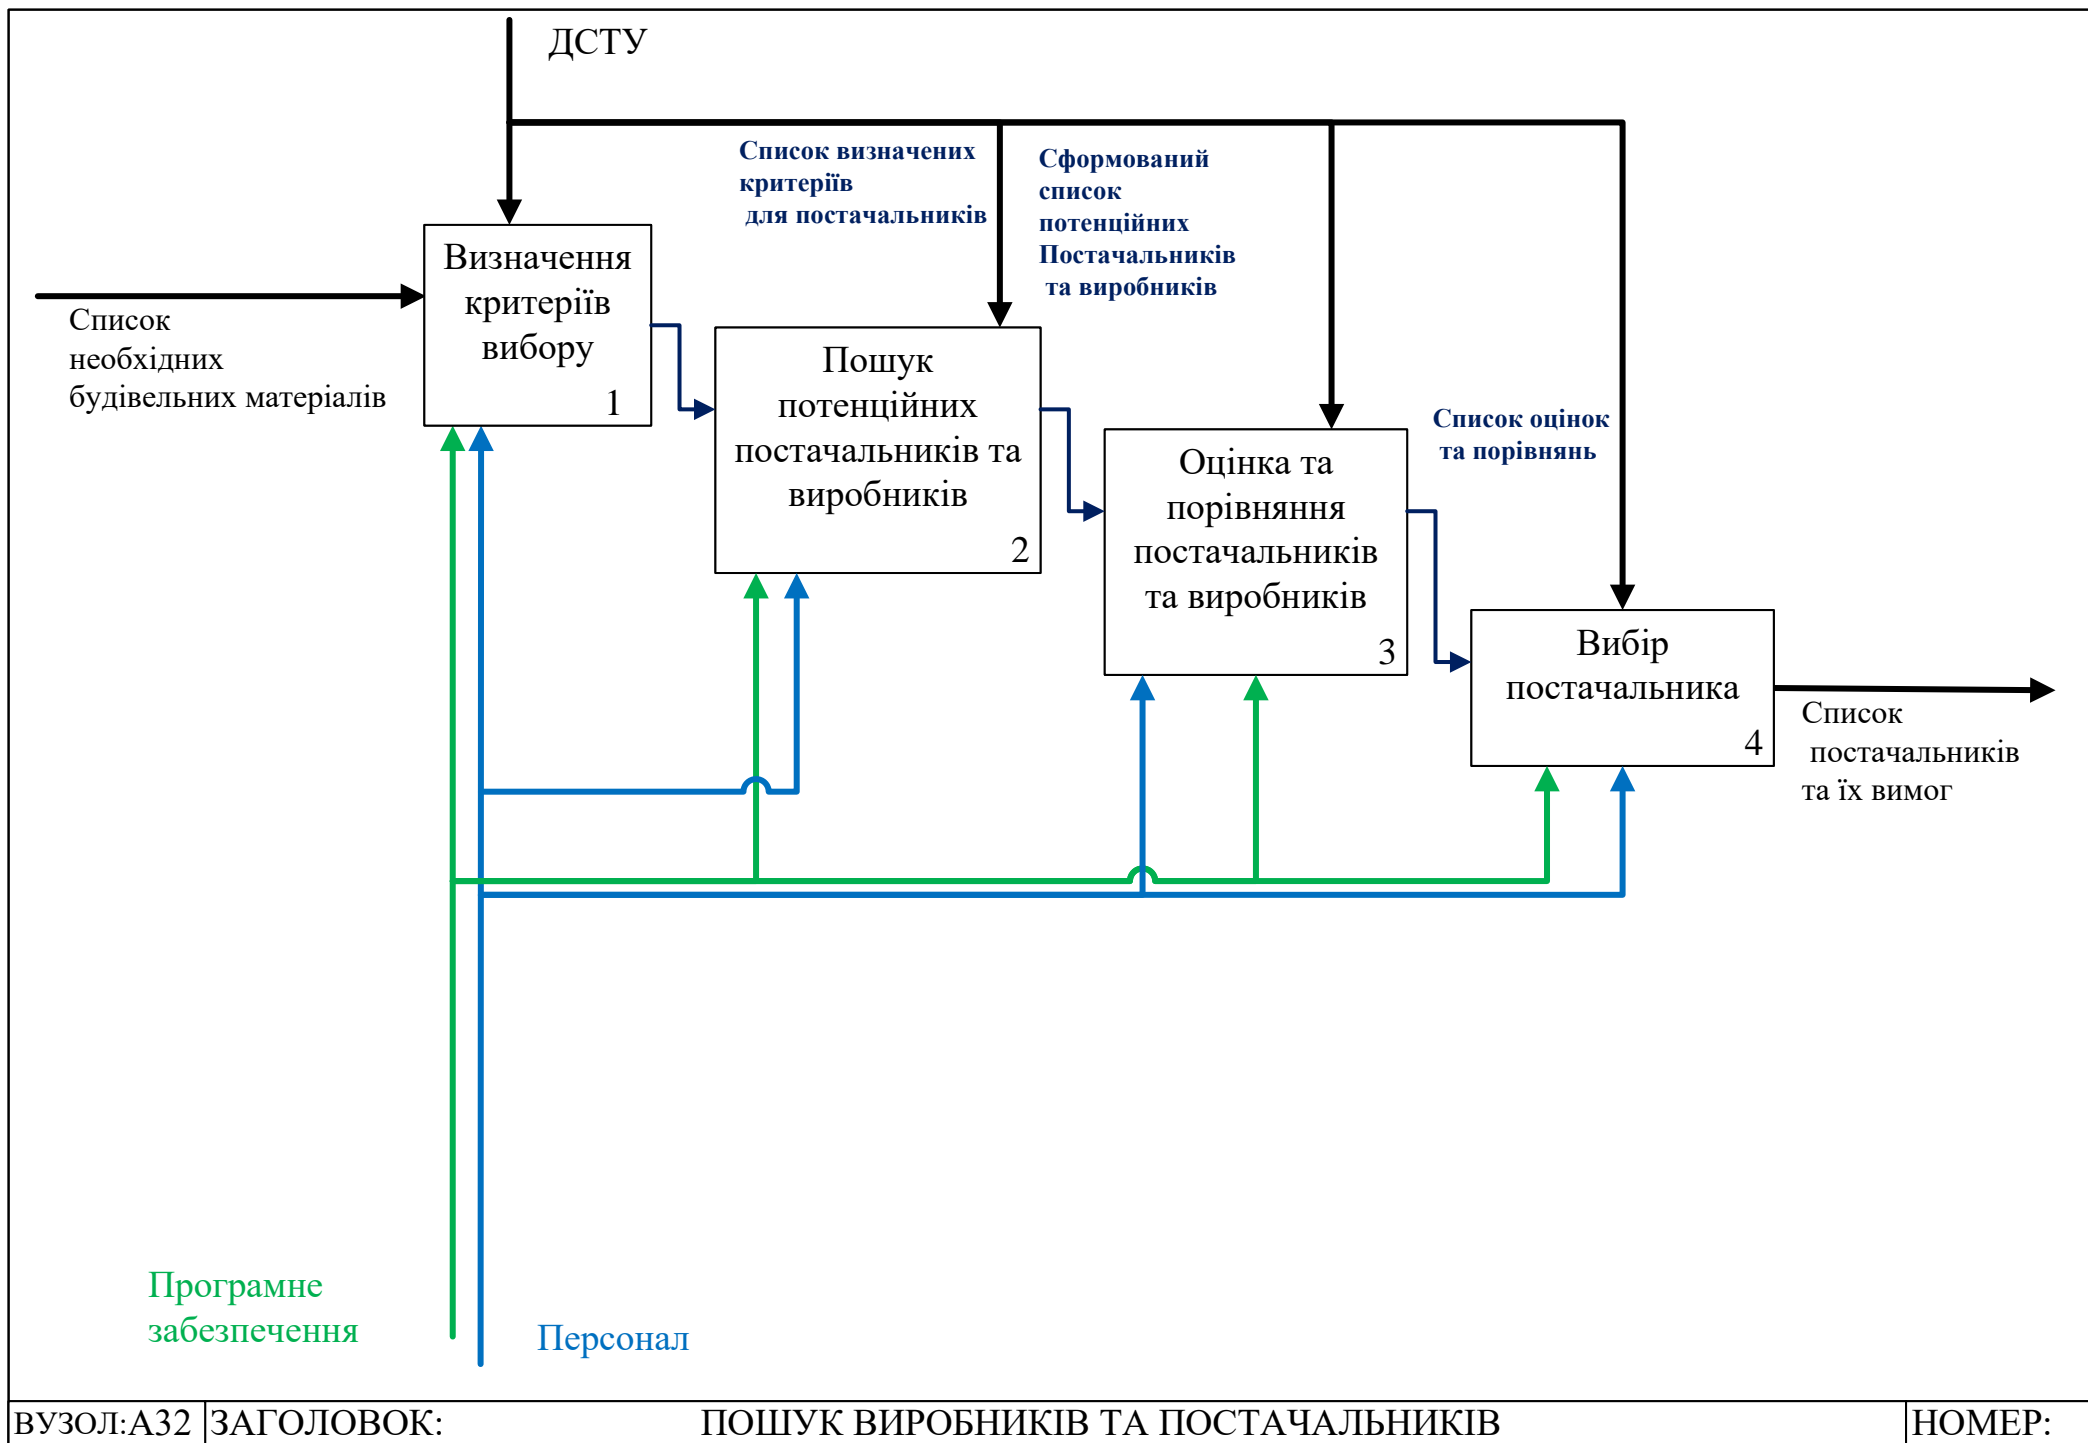 ДСТУ
Список визначених
критеріїв
для постачальників
Сформований
список
потенційних
Постачальників
та виробників
Визначення
критеріїв
вибору
1
Список
необхідних
будівельних матеріалів
Пошук
потенційних
постачальників та
виробників
2
Список оцінок
та порівнянь
Оцінка та
порівняння
постачальників
та виробників
3
Вибір
постачальника
4
Список
постачальників
та їх вимог
Програмне
забезпечення
Персонал
ВУЗОЛ:А32 ЗАГОЛОВОК: ПОШУК ВИРОБНИКІВ ТА ПОСТАЧАЛЬНИКІВ НОМЕР: